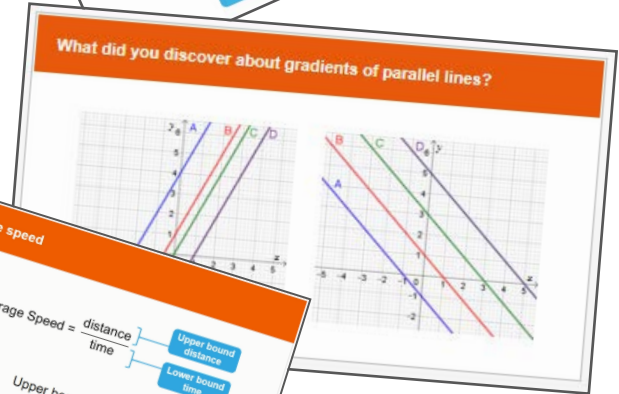 What did you discover about gradients of parallel lines?
y
6
A
B
C
D
5
4
3
2
1
2
3
4
5
x
B
C
D
6
y
A
5
4
3
2
1
-5
-4
-3
-2
-1
1
2
3
4
5
x
-1
-2
speed
Speed = distance
time
Upper bound
distance
Lower bound
time
Upper